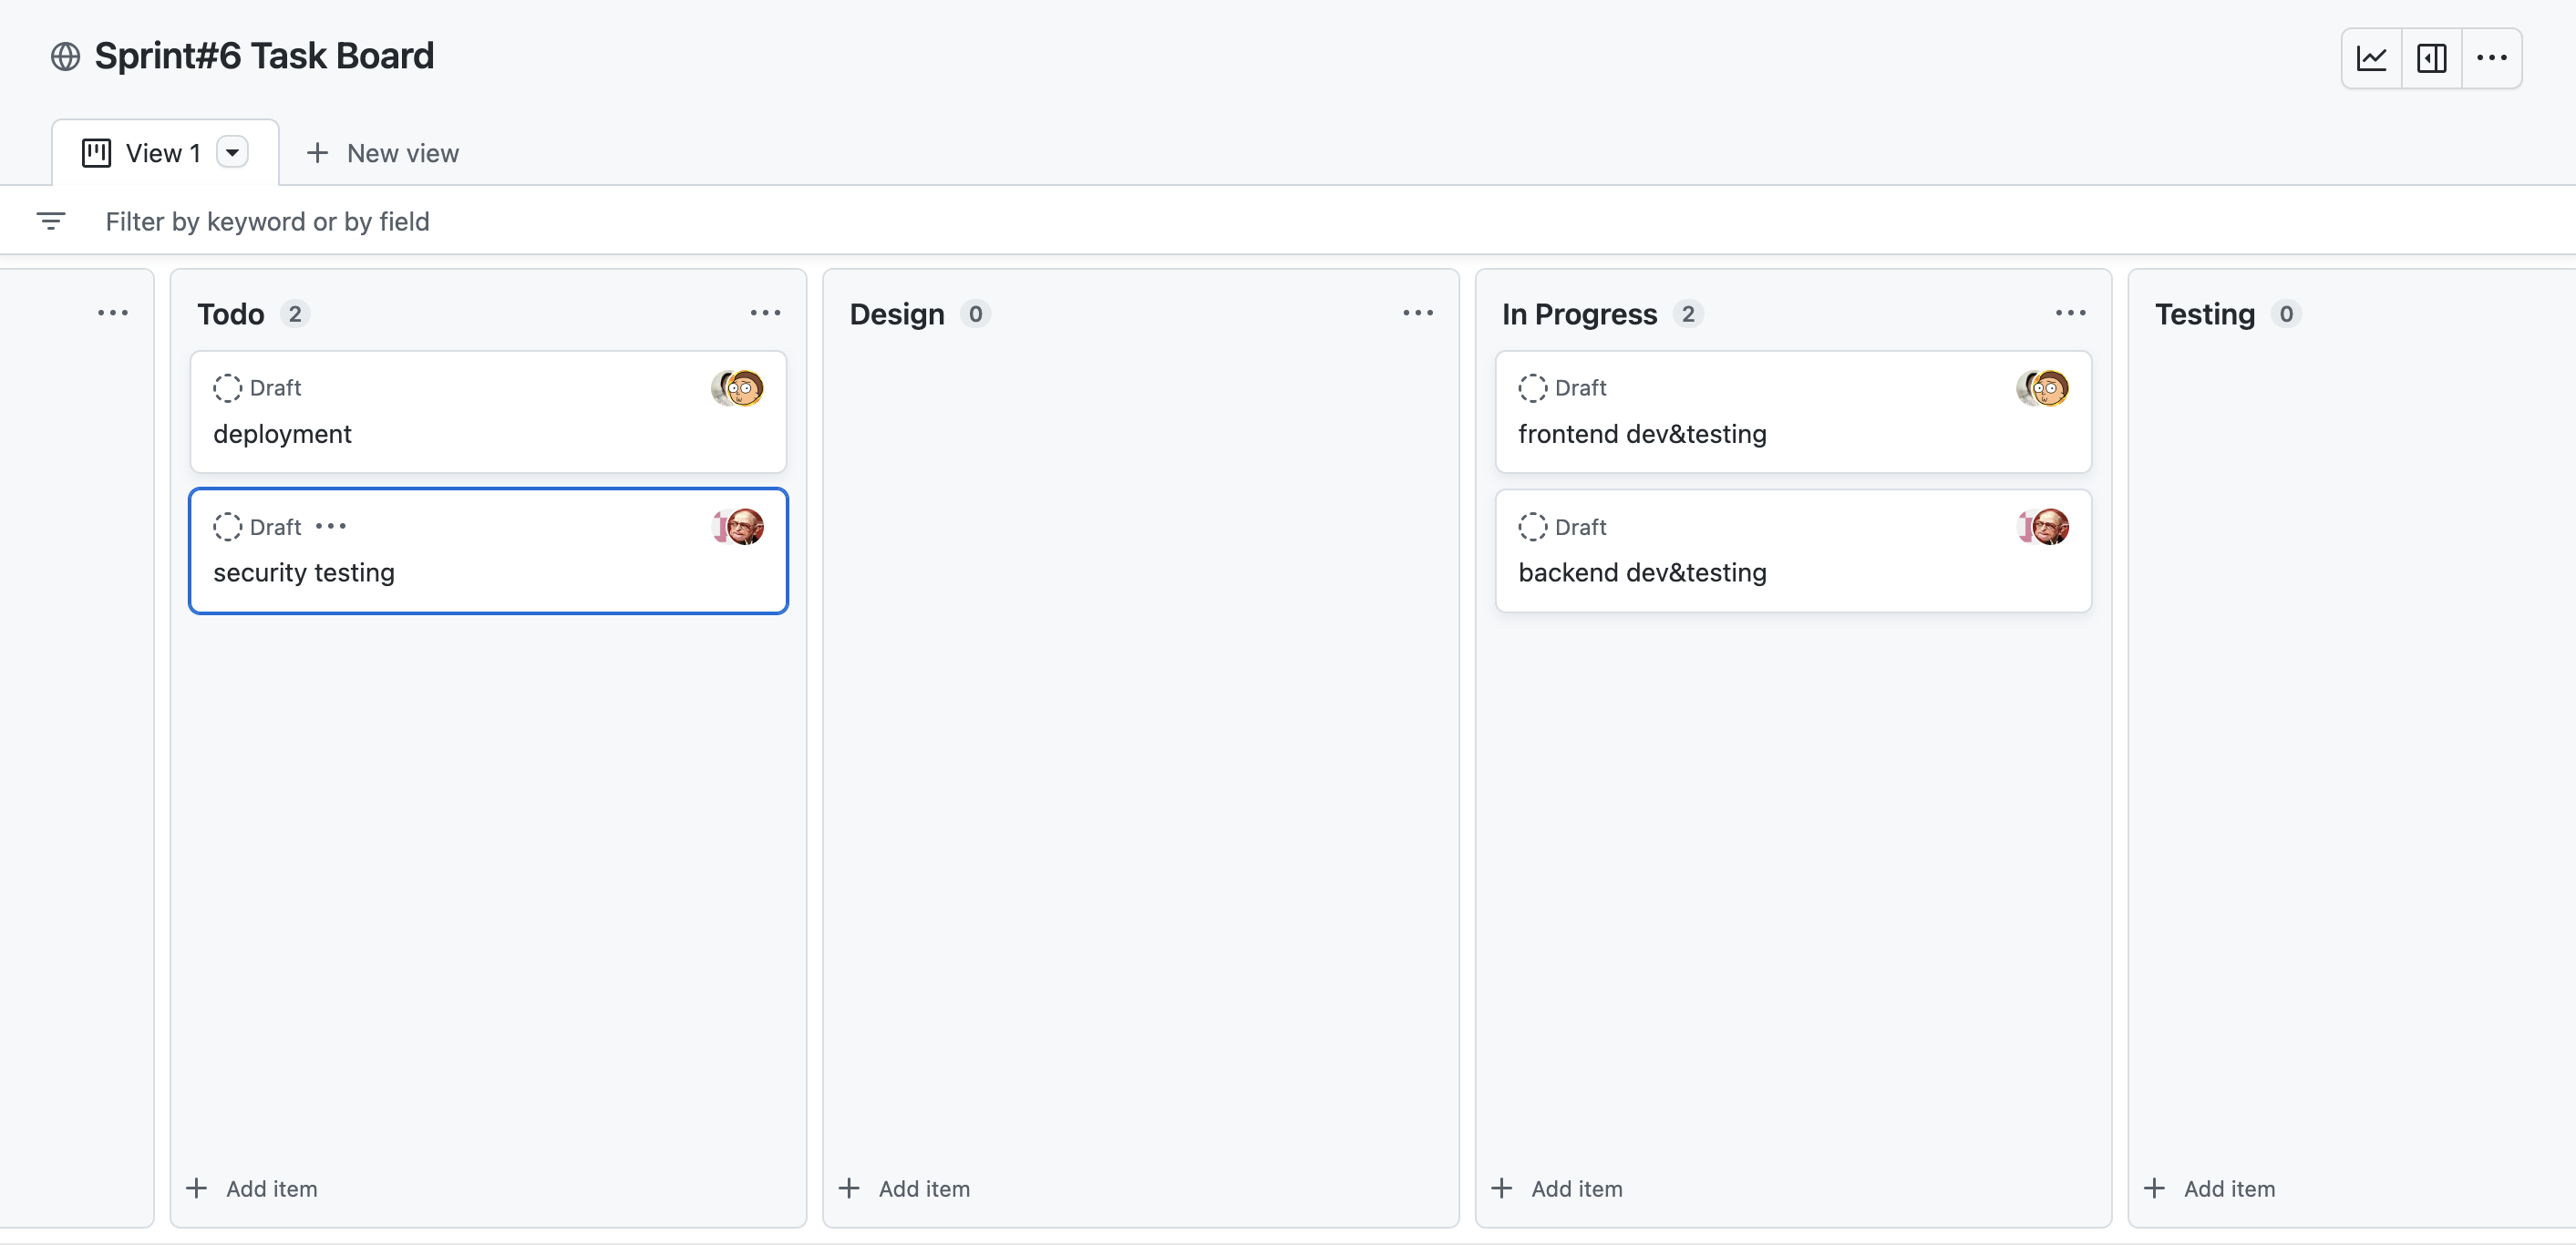 Sprint#6 Task Board
View 1
New view
Filter by keyword or by field
Todo 2
Draft
deployment
Draft
security testing
Add item
Design 0
Add item
In Progress 2
Draft
frontend dev&testing
Draft
backend dev&testing
Add item
Testing 0
Add item